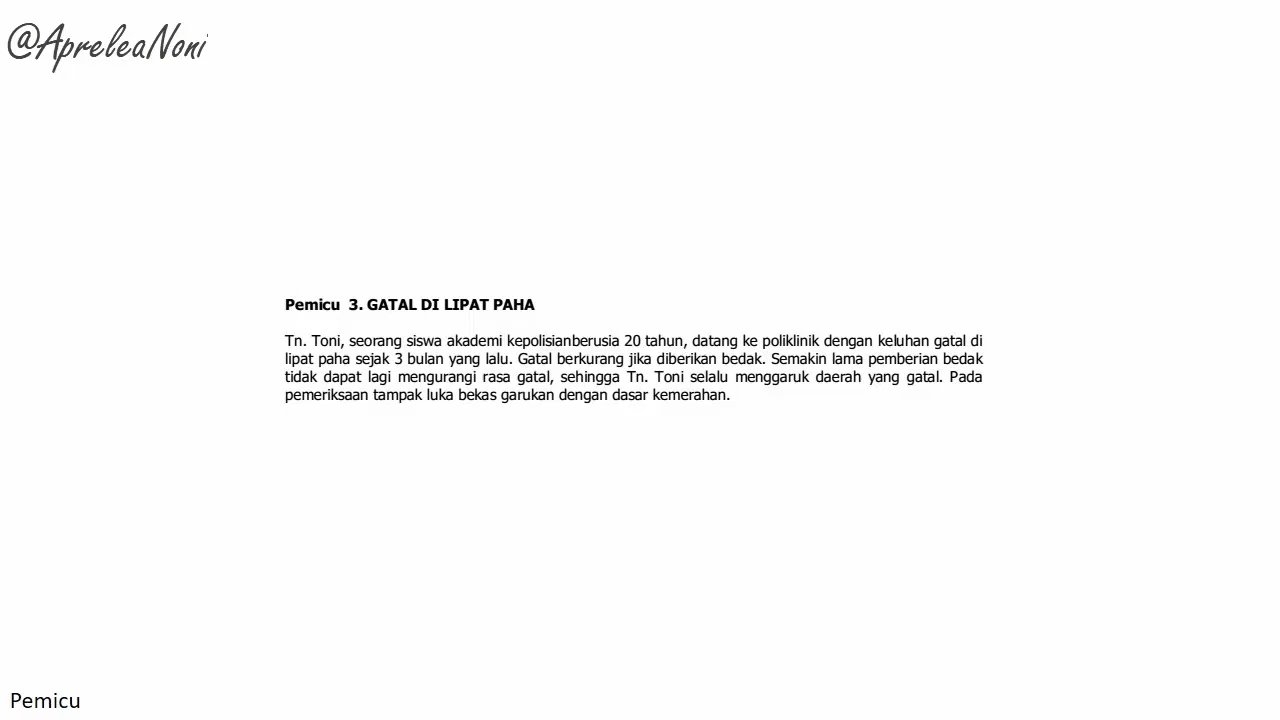 @ApreleaNoni
Pemicu 3. GATAL DI LIPAT PAHA
Tn. Toni, seorang siswa akademi kepolisianberusia 20 tahun, datang ke poliklinik dengan keluhan gatal di
lipat paha sejak 3 bulan yang lalu. Gatal berkurang jika diberikan bedak. Semakin lama pemberian bedak
tidak dapat lagi mengurangi rasa gatal, sehingga Tn. Toni selalu menggaruk daerah yang gatal. Pada
pemeriksaan tampak luka bekas garukan dengan dasar kemerahan.
Pemicu